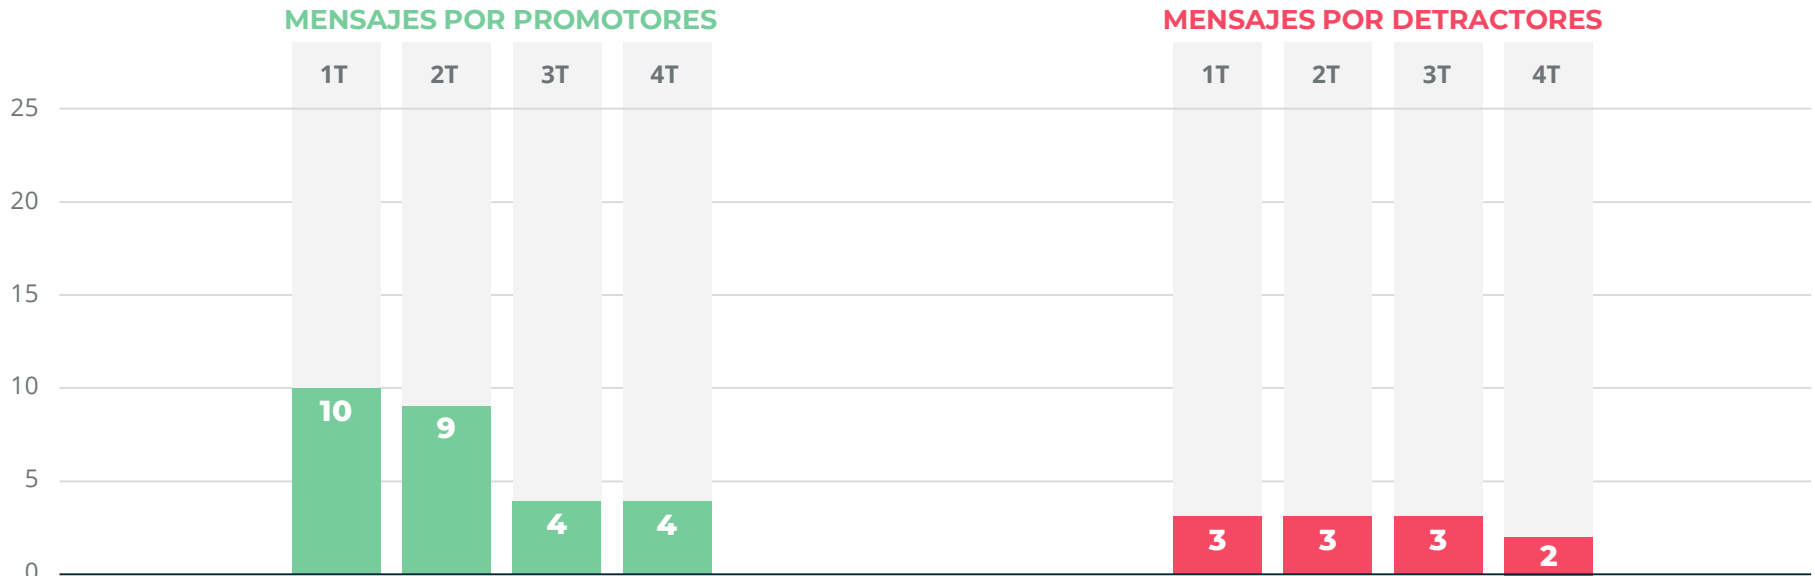 MENSAJES POR PROMOTORES
MENSAJES POR DETRACTORES
1T 2T 3T 4T
1T 2T 3T 4T
25
20
15
10
5
0
10 9 4 4
3 3 3 2